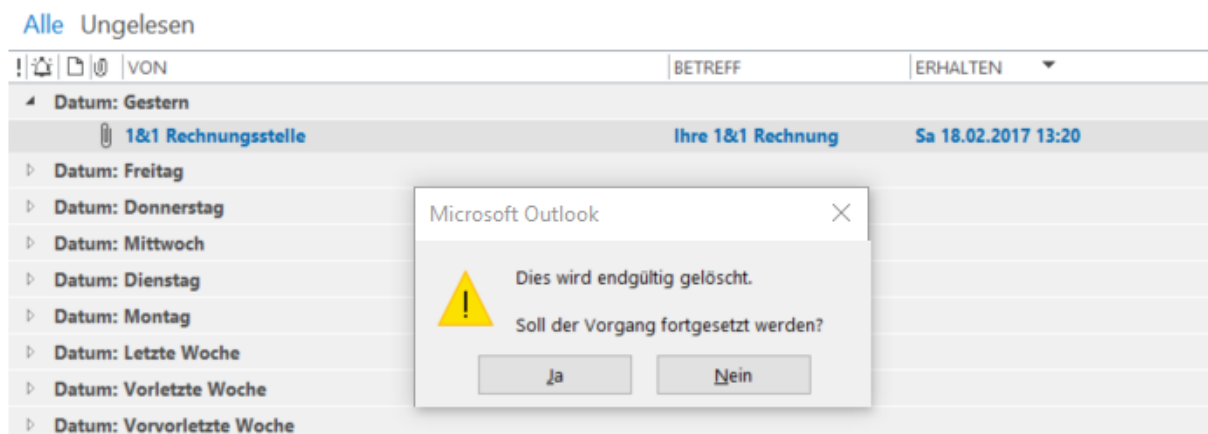 Alle Ungelesen
! VON BETREFF ERHALTEN
Datum: Gestern
1&1 Rechnungsstelle Ihre 1&1 Rechnung Sa 18.02.2017 13:20
Datum: Freitag
Datum: Donnerstag
Datum: Mittwoch
Datum: Dienstag
Datum: Montag
Datum: Letzte Woche
Datum: Vorletzte Woche
Datum: Vorvorletzte Woche
Microsoft Outlook
Dies wird endgültig gelöscht.
Soll der Vorgang fortgesetzt werden?
Ja Nein